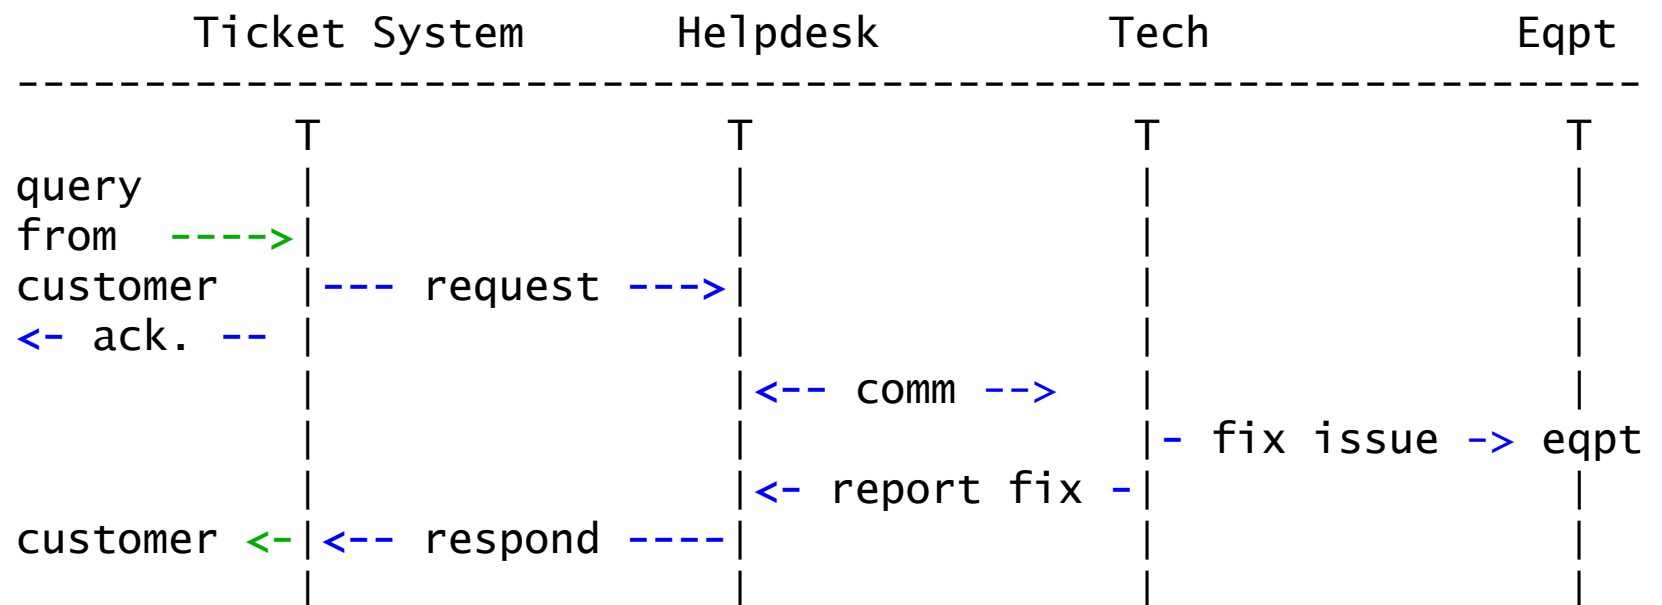 Ticket System      Helpdesk         Tech            Eqpt
-----------------------------------------------------------------
           T                T               T                T
query      |                |               |                |
from  ---->|                |               |                |
customer   |--- request --->|               |                |
<- ack. -- |                |               |                |
           |                |<-- comm -->   |                |
           |                |               |- fix issue -> eqpt
           |                |<- report fix -|                |
customer <-|<-- respond ----|               |                |
           |                |               |                |